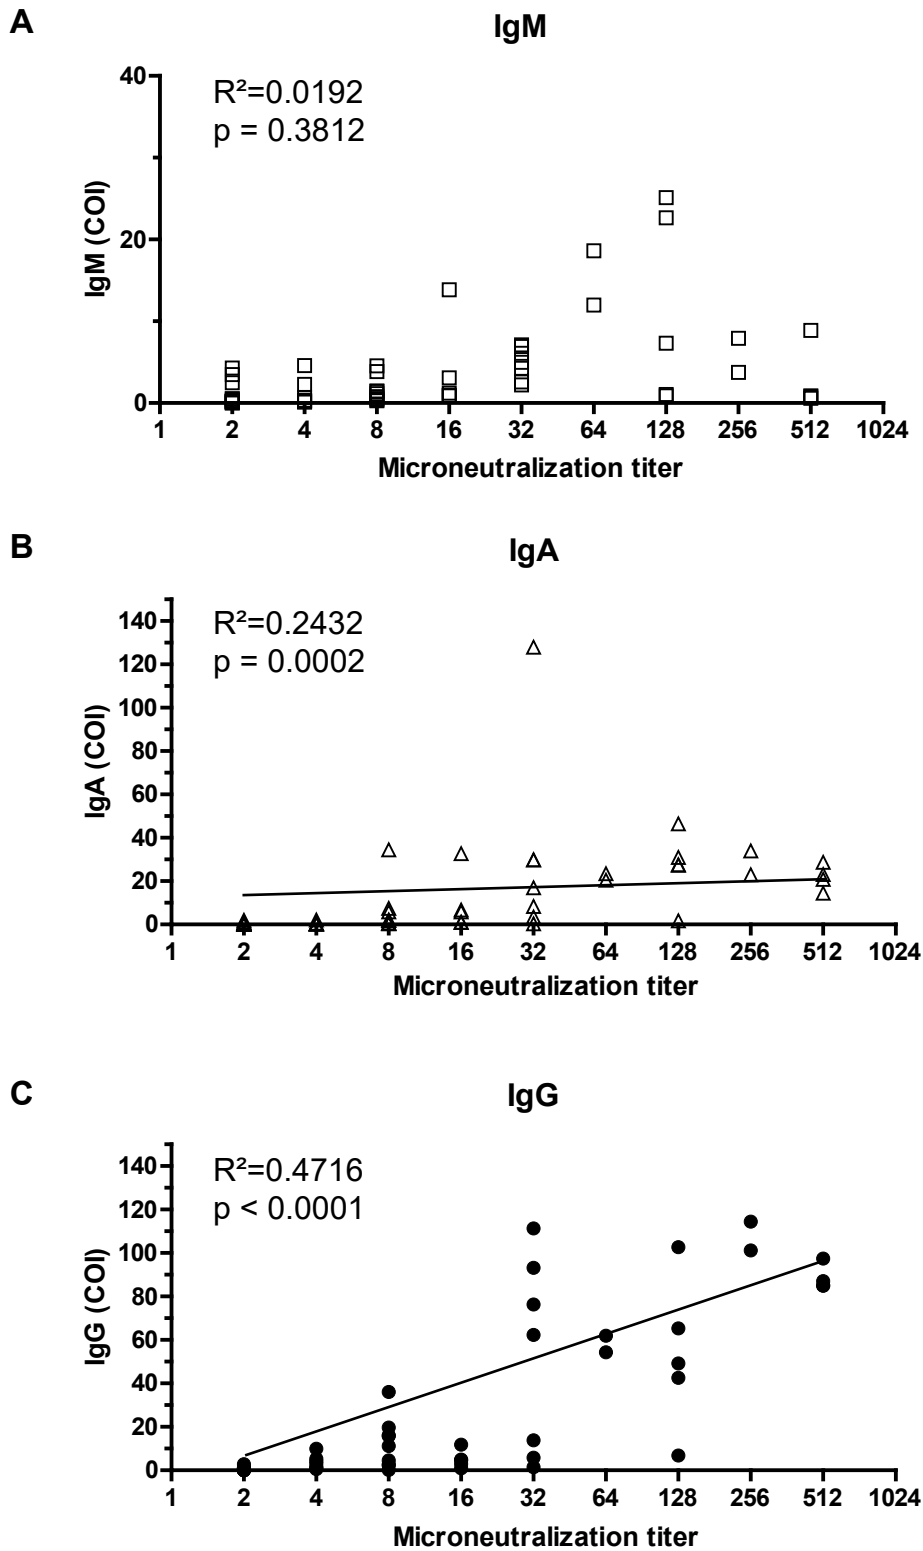 A
IgM
R²=0.0192
p = 0.3812
IgM (COI)
40
20
0
1 2 4 8 16 32 64 128 256 512 1024
Microneutralization titer
B
IgA
R²=0.2432
p = 0.0002
IgA (COI)
140
120
100
80
60
40
20
0
1 2 4 8 16 32 64 128 256 512 1024
Microneutralization titer
C
IgG
R²=0.4716
p < 0.0001
IgG (COI)
140
120
100
80
60
40
20
0
1 2 4 8 16 32 64 128 256 512 1024
Microneutralization titer